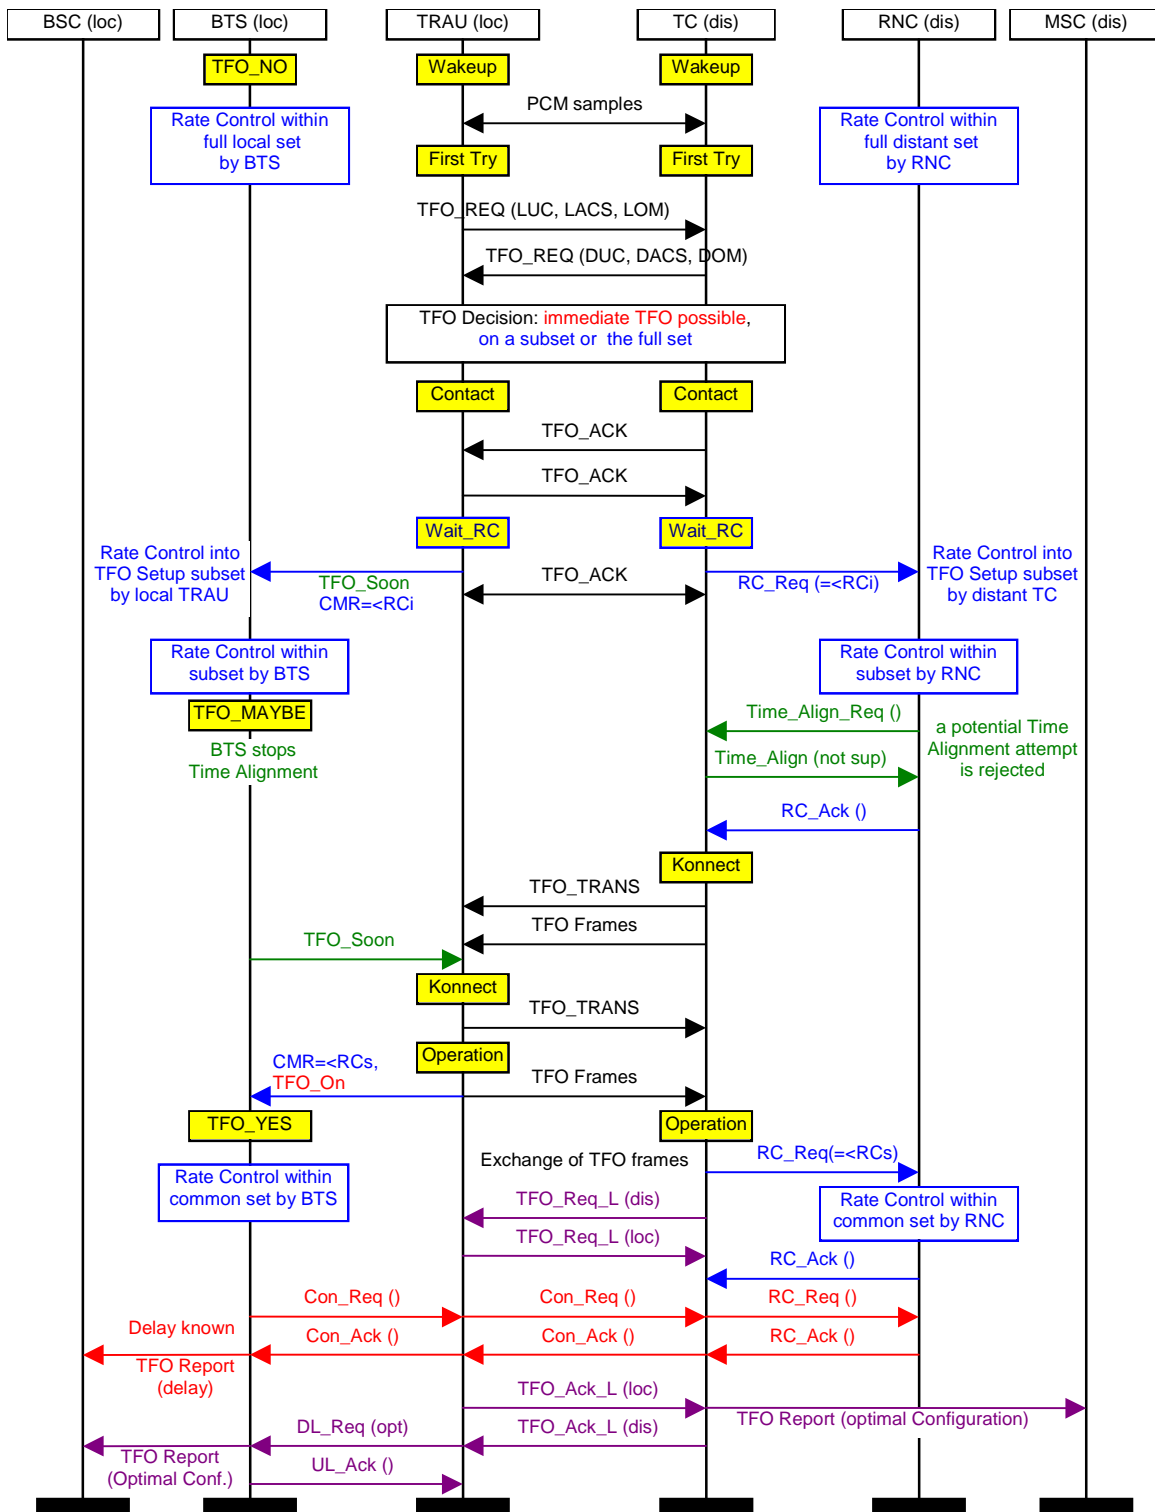 BSC (loc)
BTS (loc)
TRAU (loc)
TC (dis)
RNC (dis)
MSC (dis)
TFO_NO
Wakeup
Wakeup
PCM samples
Rate Control within
full local set
by BTS
Rate Control within
full distant set
by RNC
First Try
First Try
TFO_REQ (LUC, LACS, LOM)
TFO_REQ (DUC, DACS, DOM)
TFO Decision: immediate TFO possible,
on a subset or  the full set
Contact
Contact
TFO_ACK
TFO_ACK
Wait_RC
Wait_RC
Rate Control into
TFO Setup subset
by local TRAU
TFO_Soon
CMR=<RCi
TFO_ACK
RC_Req (=<RCi)
Rate Control into
TFO Setup subset
by distant TC
Rate Control within
subset by BTS
Rate Control within
subset by RNC
TFO_MAYBE
BTS stops
Time Alignment
Time_Align_Req ()
Time_Align (not sup)
a potential Time
Alignment attempt
is rejected
RC_Ack ()
Konnect
TFO_TRANS
TFO Frames
TFO_Soon
Konnect
TFO_TRANS
Operation
CMR=<RCs,
TFO_On
TFO Frames
TFO_YES
Operation
Exchange of TFO frames
RC_Req(=<RCs)
Rate Control within
common set by BTS
Rate Control within
common set by RNC
TFO_Req_L (dis)
TFO_Req_L (loc)
RC_Ack ()
Con_Req ()
Con_Req ()
RC_Req ()
Delay known
Con_Ack ()
Con_Ack ()
RC_Ack ()
TFO Report
(delay)
TFO_Ack_L (loc)
TFO Report (optimal Configuration)
DL_Req (opt)
TFO_Ack_L (dis)
TFO Report
(Optimal Conf.)
UL_Ack ()